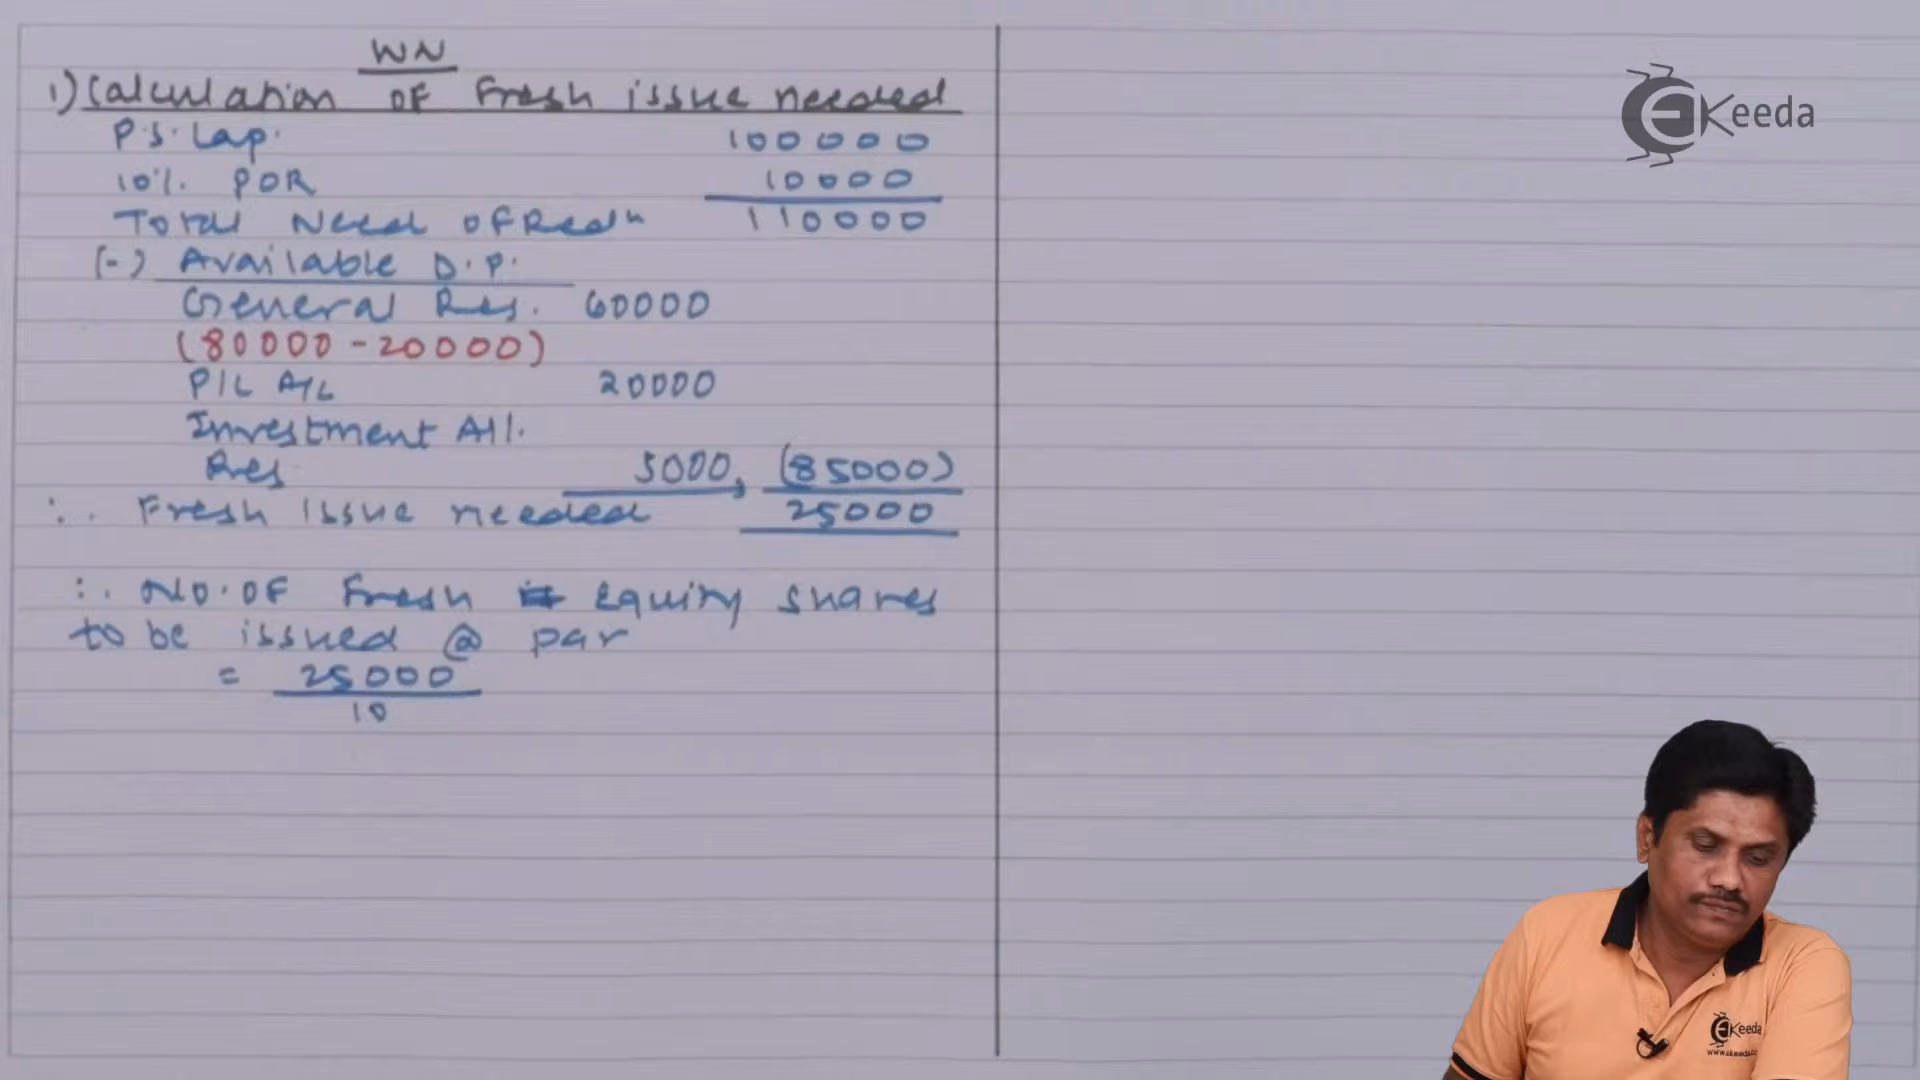 WN
1) Calculation OF Fresh issue needed
P.S. Cap. 100000
10% POR 10000
Total Need OF Redn 110000
(-) Available D.P.
General Res. 60000
(80000 - 20000)
P/L A/c 20000
Investment All.
Res 5000, (85000)
∴ Fresh issue needed 25000
∴ NO. OF Fresh equity shares
to be issued @ par
= 25000
10
EKeeda
EKeeda